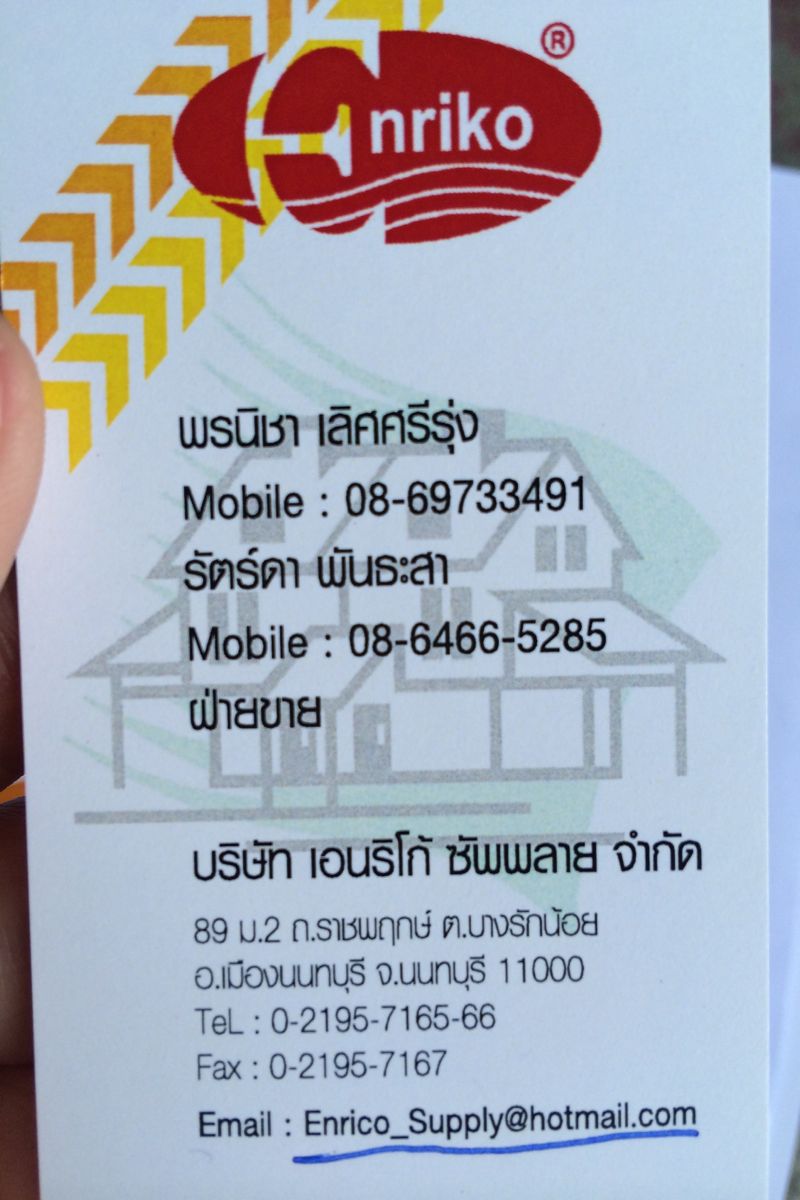 Enriko ®
พรนิชา เลิศศรีรุ่ง
Mobile : 08-69733491
รัตร์ดา พันธะสา
Mobile : 08-6466-5285
ฝ่ายขาย
บริษัท เอนริโก้ ซัพพลาย จำกัด
89 ม.2 ถ.ราชพฤกษ์ ต.บางรักน้อย
อ.เมืองนนทบุรี จ.นนทบุรี 11000
TeL : 0-2195-7165-66
Fax : 0-2195-7167
Email : Enrico_Supply@hotmail.com